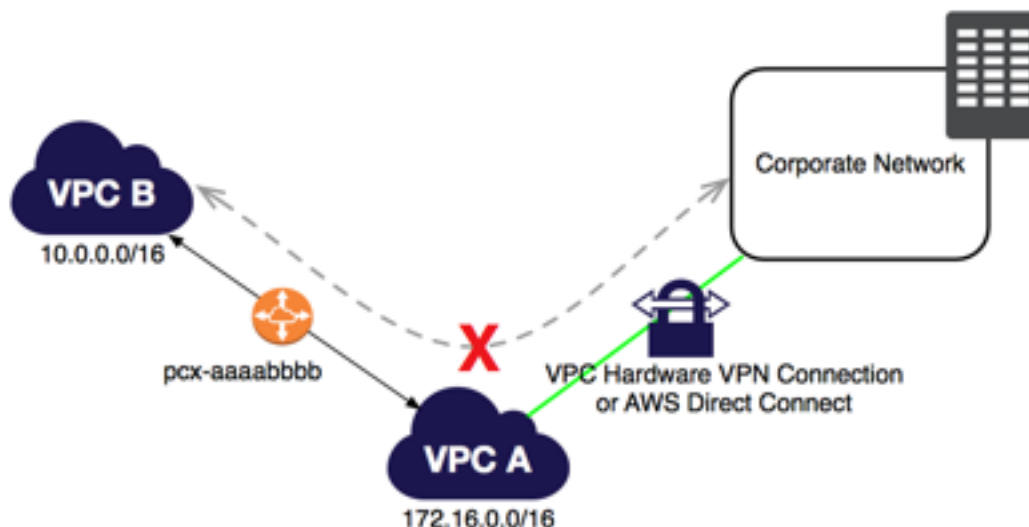 Corporate Network
VPC B
10.0.0.0/16
pcx-aaaabbbb
X
VPC Hardware VPN Connection
or AWS Direct Connect
VPC A
172.16.0.0/16